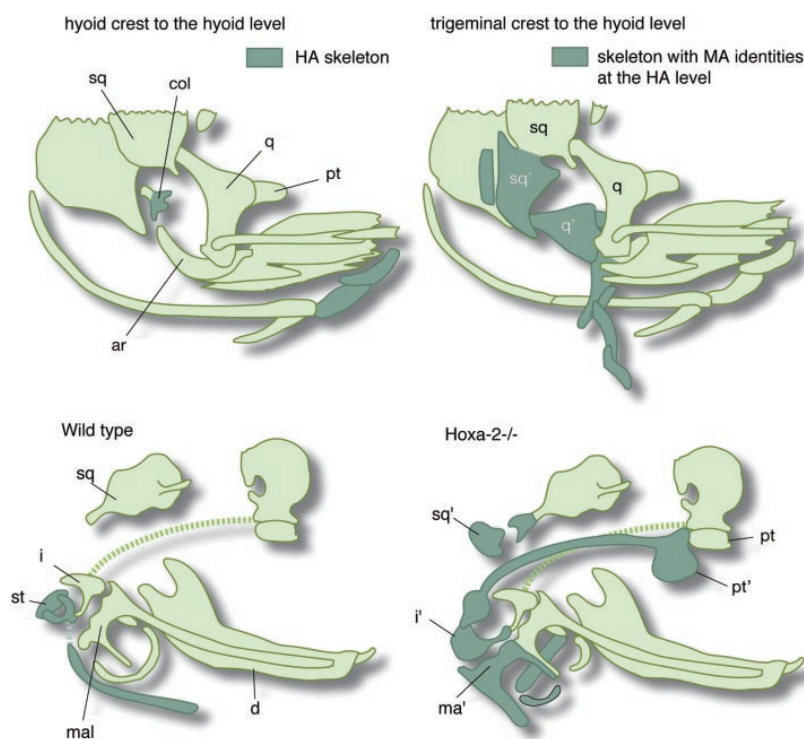 hyoid crest to the hyoid level
trigeminal crest to the hyoid level
HA skeleton
skeleton with MA identities
at the HA level
sq
col
q
pt
ar
sq
sq'
q'
q
Wild type
Hoxa-2-/-
sq
i
st
mal
d
sq'
pt
pt'
i'
ma'